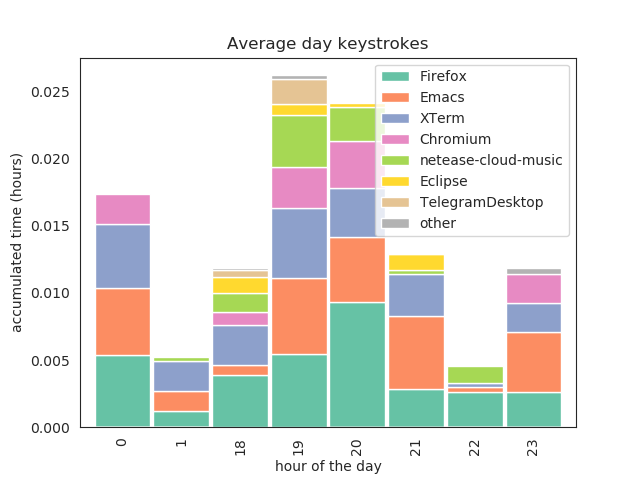 Average day keystrokes
accumulated time (hours)
0.025
0.020
0.015
0.010
0.005
0.000
Firefox
Emacs
XTerm
Chromium
netease-cloud-music
Eclipse
TelegramDesktop
other
0 1 18 19 20 21 22 23
hour of the day